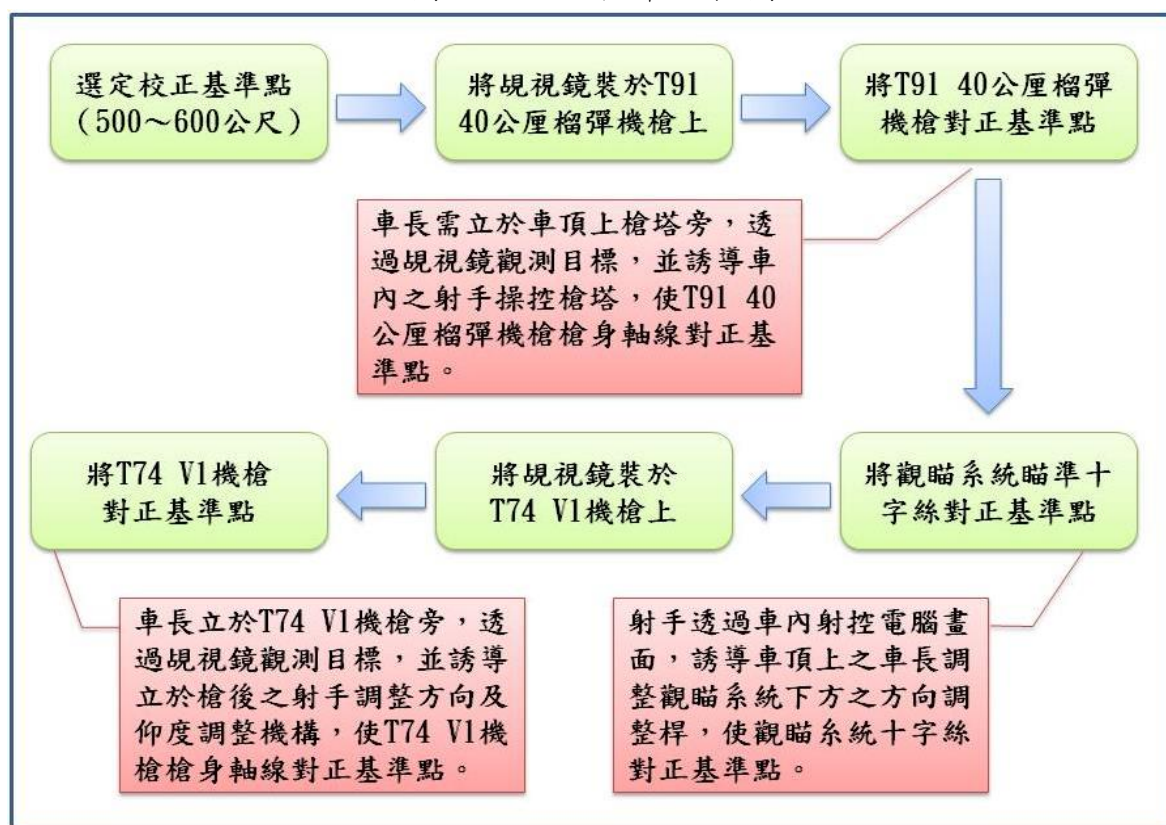 選定校正基準點
(500～600公尺)
將覘視鏡裝於T91
40公厘榴彈機槍上
將T91 40公厘榴彈
機槍對正基準點
車長需立於車頂上槍塔旁，透
過覘視鏡觀測目標，並誘導車
內之射手操控槍塔，使T91 40
公厘榴彈機槍槍身軸線對正基
準點。
將觀瞄系統瞄準十
字絲對正基準點
射手透過車內射控電腦畫
面，誘導車頂上之車長調
整觀瞄系統下方之方向調
整桿，使觀瞄系統十字絲
對正基準點。
將覘視鏡裝於
T74 V1機槍上
將T74 V1機槍
對正基準點
車長立於T74 V1機槍旁，透
過覘視鏡觀測目標，並誘導
立於槍後之射手調整方向及
仰度調整機構，使T74 V1機
槍槍身軸線對正基準點。